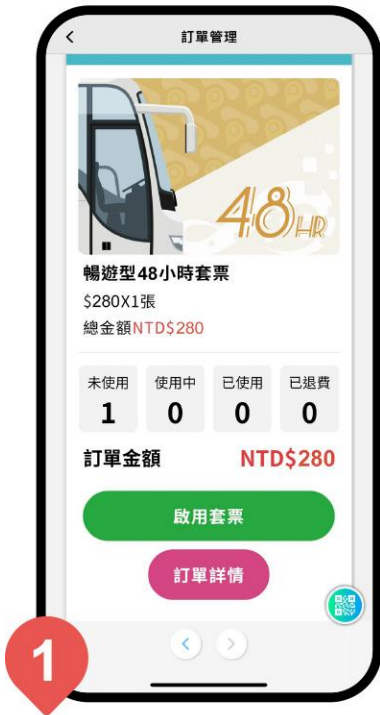 訂單管理
48HR
暢遊型48小時套票
$280X1張
總金額NTD$280
未使用 使用中 已使用 已退費
1 0 0 0
訂單金額 NTD$280
啟用套票
訂單詳情
1